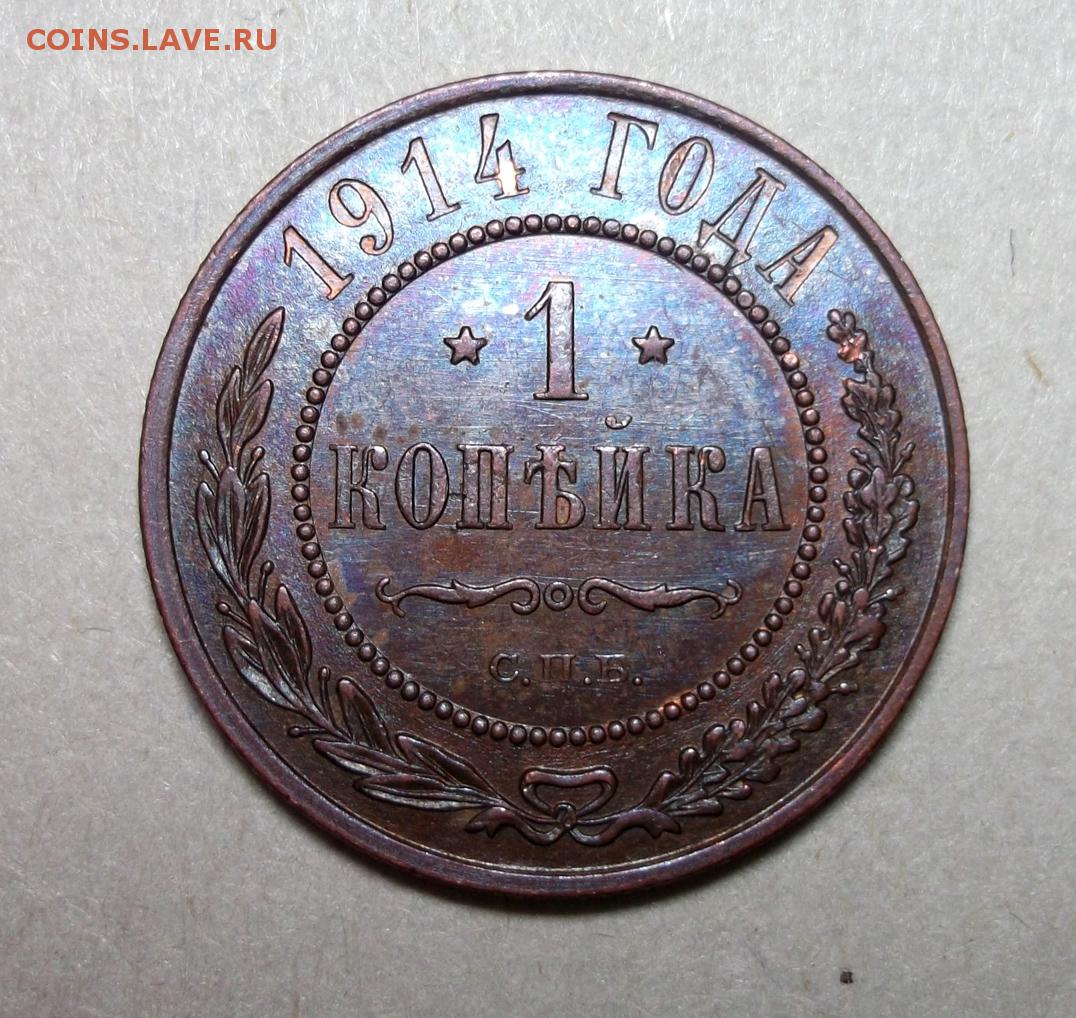 COINS.LAVE.RU
1914 ГОДА
1
КОПѢЙКА
С.П.Б.